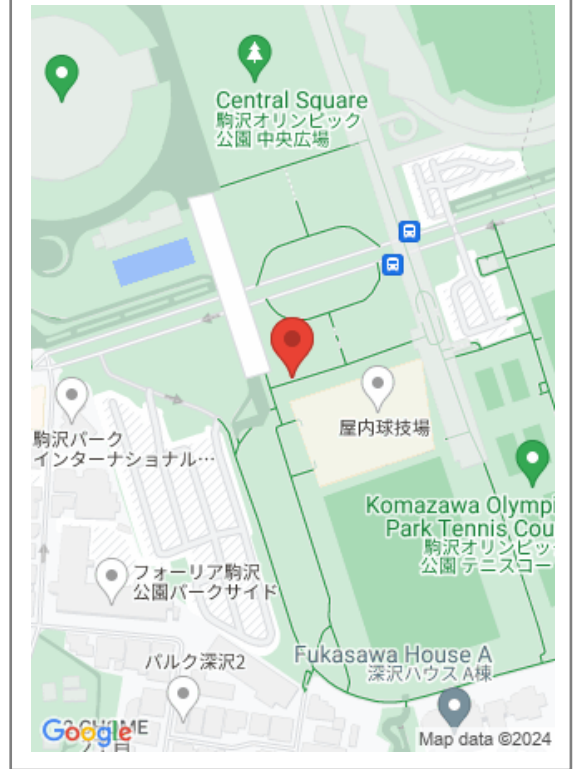 Central Square
駒沢オリンピック
公園 中央広場
屋内球技場
駒沢パーク
インターナショナル…
Komazawa Olympi
Park Tennis Cou
駒沢オリンピッ
公園 テニスコー
フォーリア駒沢
公園パークサイド
パルク深沢2
Fukasawa House A
深沢ハウス A棟
Google
Map data ©2024